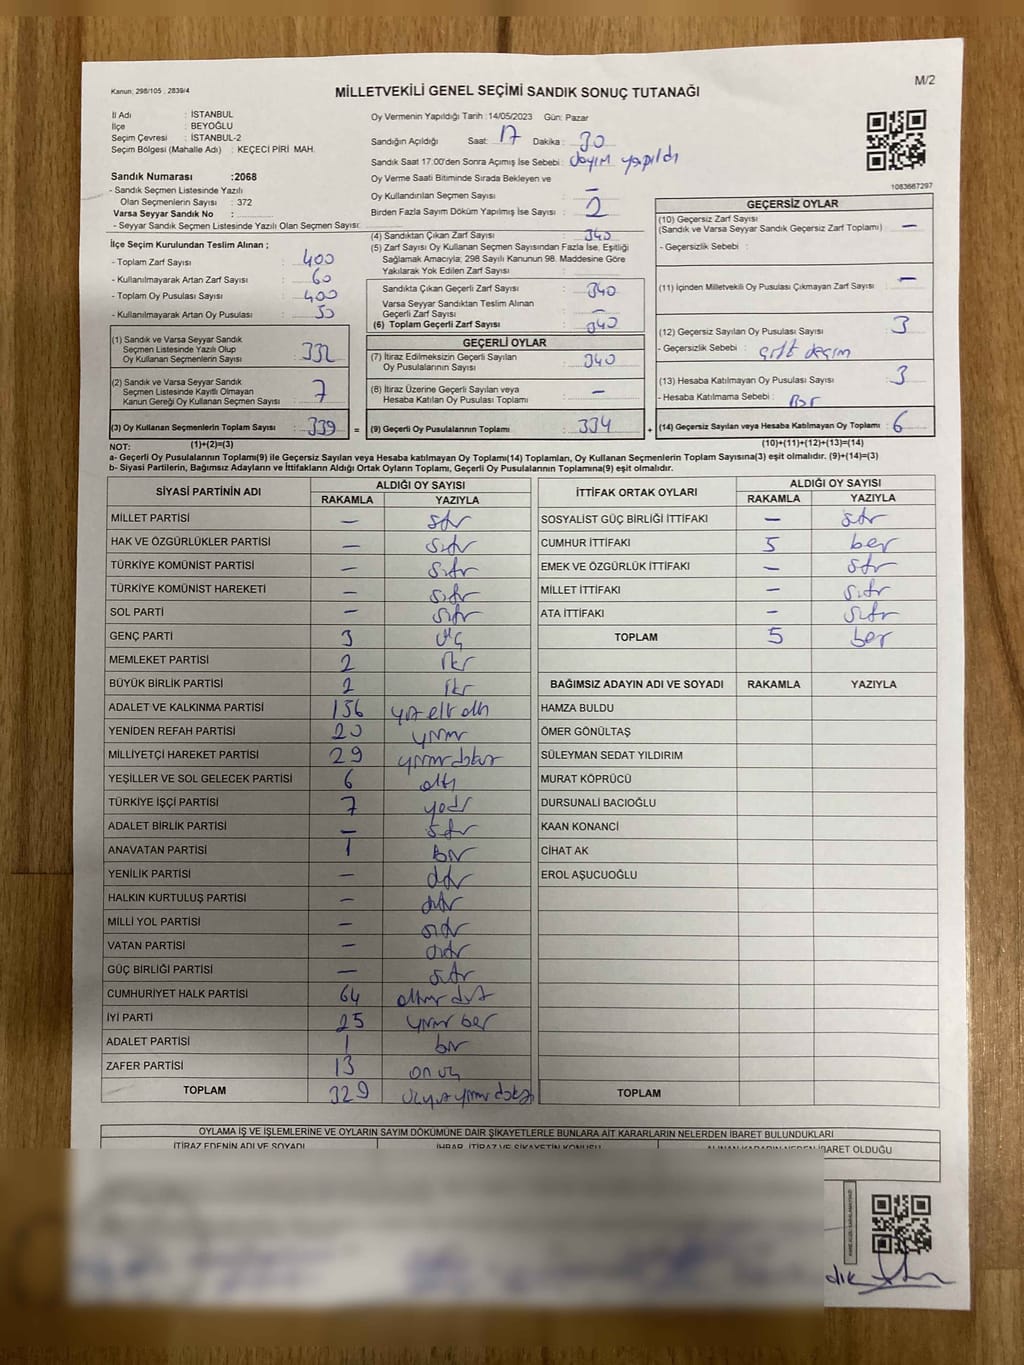 Kanun: 298/105 , 2839/4
MİLLETVEKİLİ GENEL SEÇİMİ SANDIK SONUÇ TUTANAĞI
M/2
İl Adı : İSTANBUL
İlçe : BEYOĞLU
Seçim Çevresi : İSTANBUL-2
Seçim Bölgesi (Mahalle Adı) : KEÇECİ PİRİ MAH.
Sandık Numarası :2068
- Sandık Seçmen Listesinde Yazılı
Olan Seçmenlerin Sayısı : 372
Varsa Seyyar Sandık No :
- Seyyar Sandık Seçmen Listesinde Yazılı Olan Seçmen Sayısı:
İlçe Seçim Kurulundan Teslim Alınan ;
- Toplam Zarf Sayısı : 400
- Kullanılmayarak Artan Zarf Sayısı : 60
- Toplam Oy Pusulası Sayısı : 400
- Kullanılmayarak Artan Oy Pusulası : 50
(1) Sandık ve Varsa Seyyar Sandık
Seçmen Listesinde Yazılı Olup
Oy Kullanan Seçmenlerin Sayısı : 332
(2) Sandık ve Varsa Seyyar Sandık
Seçmen Listesinde Kayıtlı Olmayan
Kanun Gereği Oy Kullanan Seçmen Sayısı : 7
(3) Oy Kullanan Seçmenlerin Toplam Sayısı : 339 =
Oy Vermenin Yapıldığı Tarih :14/05/2023 Gün: Pazar
Sandığın Açıldığı Saat: 17 Dakika : 30
Sandık Saat 17.00'den Sonra Açımış İse Sebebi : sayım yapıldı
Oy Verme Saati Bitiminde Sırada Bekleyen ve
Oy Kullandırılan Seçmen Sayısı : —
Birden Fazla Sayım Döküm Yapılmış İse Sayısı : 2
(4) Sandıktan Çıkan Zarf Sayısı : 340
(5) Zarf Sayısı Oy Kullanan Seçmen Sayısından Fazla İse, Eşitliği
Sağlamak Amacıyla; 298 Sayılı Kanunun 98. Maddesine Göre
Yakılarak Yok Edilen Zarf Sayısı :
Sandıkta Çıkan Geçerli Zarf Sayısı : 340
Varsa Seyyar Sandıktan Teslim Alınan
Geçerli Zarf Sayısı : —
(6) Toplam Geçerli Zarf Sayısı : 340
GEÇERLİ OYLAR
(7) İtiraz Edilmeksizin Geçerli Sayılan
Oy Pusulalarının Sayısı : 340
(8) İtiraz Üzerine Geçerli Sayılan veya
Hesaba Katılan Oy Pusulası Toplamı : —
(9) Geçerli Oy Pusulalarının Toplamı : 334 +
1083667297
GEÇERSİZ OYLAR
(10) Geçersiz Zarf Sayısı
(Sandık ve Varsa Seyyar Sandık Geçersiz Zarf Toplamı) : —
- Geçersizlik Sebebi :
(11) İçinden Milletvekili Oy Pusulası Çıkmayan Zarf Sayısı : —
(12) Geçersiz Sayılan Oy Pusulası Sayısı : 3
- Geçersizlik Sebebi : çift seçim
(13) Hesaba Katılmayan Oy Pusulası Sayısı : 3
- Hesaba Katılmama Sebebi :
(14) Geçersiz Sayılan veya Hesaba Katılmayan Oy Toplamı : 6
NOT: (1)+(2)=(3) (10)+(11)+(12)+(13)=(14)
a- Geçerli Oy Pusulalarının Toplamı(9) ile Geçersiz Sayılan veya Hesaba katılmayan Oy Toplamı(14) Toplamları, Oy Kullanan Seçmenlerin Toplam Sayısına(3) eşit olmalıdır. (9)+(14)=(3)
b- Siyasi Partilerin, Bağımsız Adayların ve İttifakların Aldığı Ortak Oyların Toplamı, Geçerli Oy Pusulalarının Toplamına(9) eşit olmalıdır.
SİYASİ PARTİNİN ADI ALDIĞI OY SAYISI
RAKAMLA YAZIYLA
MİLLET PARTİSİ — sıfır
HAK VE ÖZGÜRLÜKLER PARTİSİ — sıfır
TÜRKİYE KOMÜNİST PARTİSİ — sıfır
TÜRKİYE KOMÜNİST HAREKETİ — sıfır
SOL PARTİ — sıfır
GENÇ PARTİ 3 üç
MEMLEKET PARTİSİ 2 iki
BÜYÜK BİRLİK PARTİSİ 2 iki
ADALET VE KALKINMA PARTİSİ 156 yüz elli altı
YENİDEN REFAH PARTİSİ 20 yirmi
MİLLİYETÇİ HAREKET PARTİSİ 29 yirmi dokuz
YEŞİLLER VE SOL GELECEK PARTİSİ 6 altı
TÜRKİYE İŞÇİ PARTİSİ 7 yedi
ADALET BİRLİK PARTİSİ — sıfır
ANAVATAN PARTİSİ 1 bir
YENİLİK PARTİSİ — sıfır
HALKIN KURTULUŞ PARTİSİ — sıfır
MİLLİ YOL PARTİSİ — sıfır
VATAN PARTİSİ — sıfır
GÜÇ BİRLİĞİ PARTİSİ — sıfır
CUMHURİYET HALK PARTİSİ 64 altmış dört
İYİ PARTİ 25 yirmi beş
ADALET PARTİSİ 1 bir
ZAFER PARTİSİ 13 on üç
TOPLAM 329 üçyüz yirmi dokuz
İTTİFAK ORTAK OYLARI ALDIĞI OY SAYISI
RAKAMLA YAZIYLA
SOSYALİST GÜÇ BİRLİĞİ İTTİFAKI — sıfır
CUMHUR İTTİFAKI 5 beş
EMEK VE ÖZGÜRLÜK İTTİFAKI — sıfır
MİLLET İTTİFAKI — sıfır
ATA İTTİFAKI — sıfır
TOPLAM 5 beş
BAĞIMSIZ ADAYIN ADI VE SOYADI RAKAMLA YAZIYLA
HAMZA BULDU
ÖMER GÖNÜLTAŞ
SÜLEYMAN SEDAT YILDIRIM
MURAT KÖPRÜCÜ
DURSUNALİ BACIOĞLU
KAAN KONANCİ
CİHAT AK
EROL AŞUCUOĞLU
TOPLAM
OYLAMA İŞ VE İŞLEMLERİNE VE OYLARIN SAYIM DÖKÜMÜNE DAİR ŞİKAYETLERLE BUNLARA AİT KARARLARIN NELERDEN İBARET BULUNDUKLARI
İTİRAZ EDENİN ADI VE SOYADI İHBAR, İTİRAZ VE ŞİKAYETİN KONUSU ALINAN KARARIN NEDEN İBARET OLDUĞU